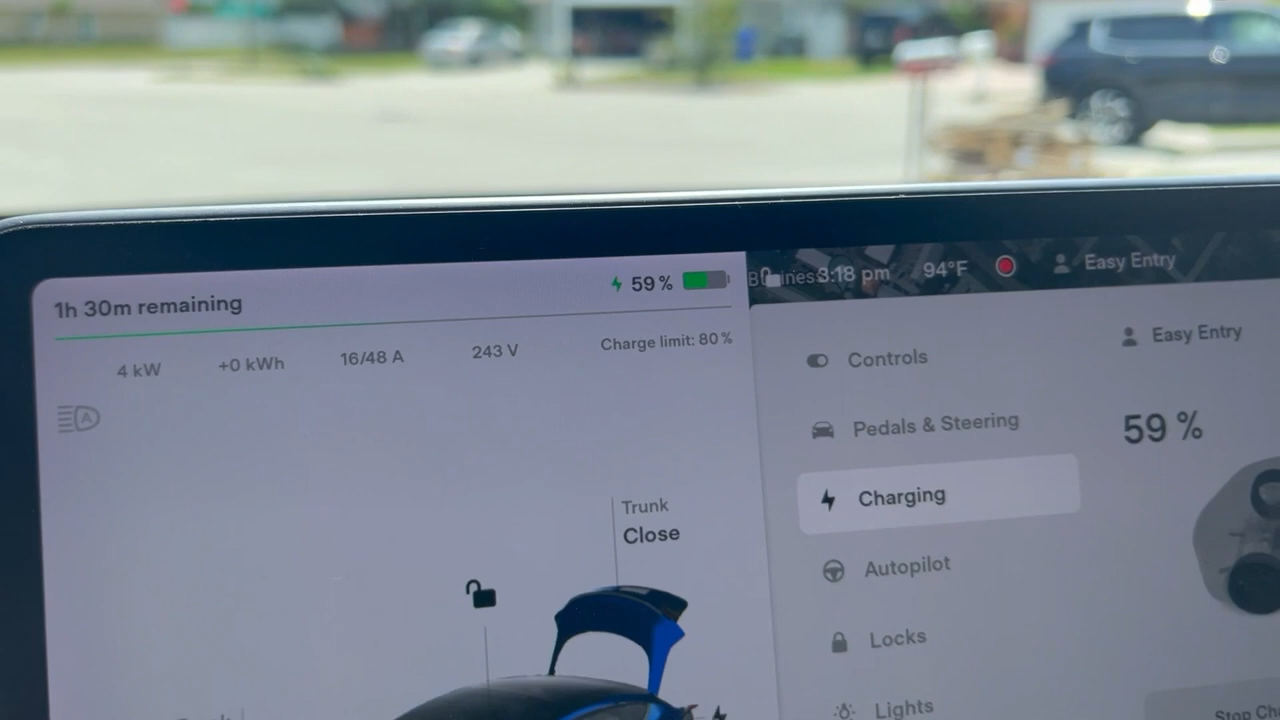 1h 30m remaining
59 %
4 kW
+0 kWh
16/48 A
243 V
Charge limit: 80 %
A
Trunk
Close
3:18 pm
94°F
Easy Entry
Easy Entry
Controls
Pedals & Steering
59 %
Charging
Autopilot
Locks
Lights
Stop